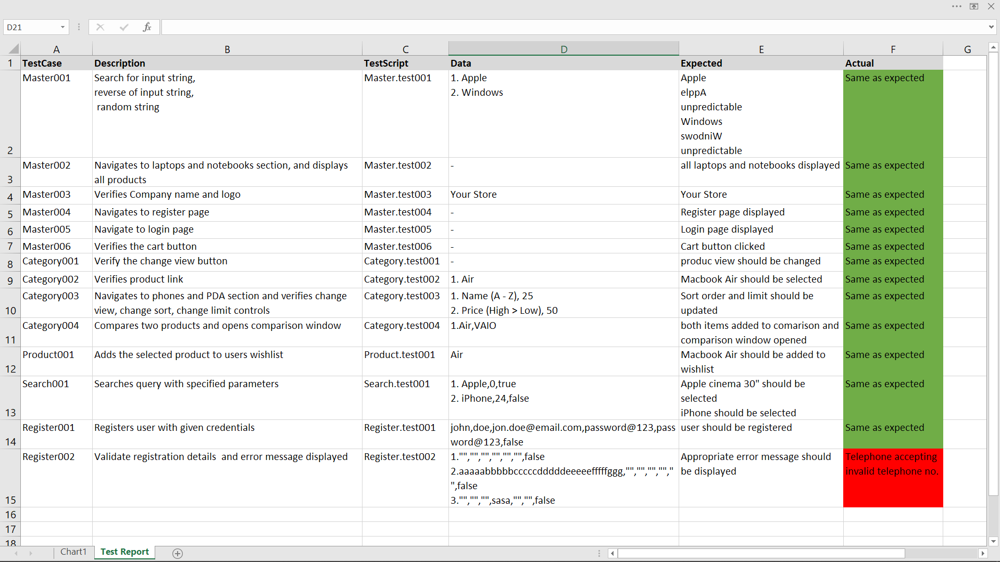 D21
fx
A B C D E F G
1 TestCase Description TestScript Data Expected Actual
Master001 Search for input string, Master.test001 1. Apple Apple Same as expected
reverse of input string, 2. Windows elppA
random string unpredictable
Windows
swodniW
2 unpredictable
Master002 Navigates to laptops and notebooks section, and displays Master.test002 - all laptops and notebooks displayed Same as expected
3 all products
4 Master003 Verifies Company name and logo Master.test003 Your Store Your Store Same as expected
5 Master004 Navigates to register page Master.test004 - Register page displayed Same as expected
6 Master005 Navigate to login page Master.test005 - Login page displayed Same as expected
7 Master006 Verifies the cart button Master.test006 - Cart button clicked Same as expected
8 Category001 Verify the change view button Category.test001 - produc view should be changed Same as expected
9 Category002 Verifies product link Category.test002 1. Air Macbook Air should be selected Same as expected
Category003 Navigates to phones and PDA section and verifies change Category.test003 1. Name (A - Z), 25 Sort order and limit should be Same as expected
10 view, change sort, change limit controls 2. Price (High > Low), 50 updated
Category004 Compares two products and opens comparison window Category.test004 1.Air,VAIO both items added to comarison and Same as expected
11 comparison window opened
Product001 Adds the selected product to users wishlist Product.test001 Air Macbook Air should be added to Same as expected
12 wishlist
Search001 Searches query with specified parameters Search.test001 1. Apple,0,true Apple cinema 30" should be Same as expected
2. iPhone,24,false selected
13 iPhone should be selected
Register001 Registers user with given credentials Register.test001 john,doe,jon.doe@email.com,password@123,pass user should be registered Same as expected
14 word@123,false
Register002 Validate registration details  and error message displayed Register.test002 1."","","","","","",false Appropriate error message should Telephone accepting
2.aaaaabbbbbcccccdddddeeeeefffffggg,"","","",""," be displayed invalid telephone no.
",false
15 3."","","",sasa,"","",false
16
17
18
Chart1 Test Report